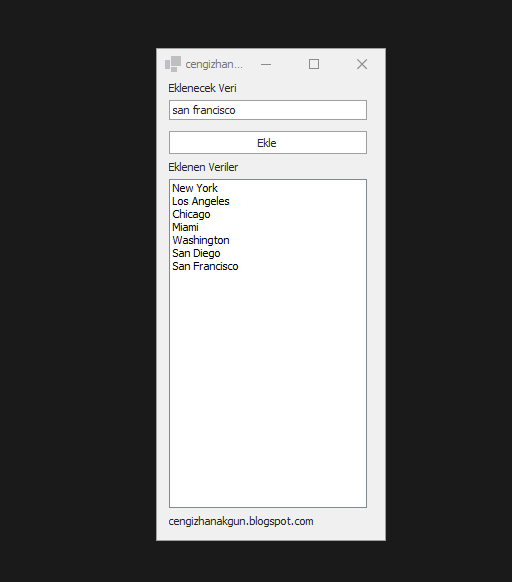 cengizhan...
Eklenecek Veri
san francisco
Ekle
Eklenen Veriler
New York
Los Angeles
Chicago
Miami
Washington
San Diego
San Francisco
cengizhanakgun.blogspot.com